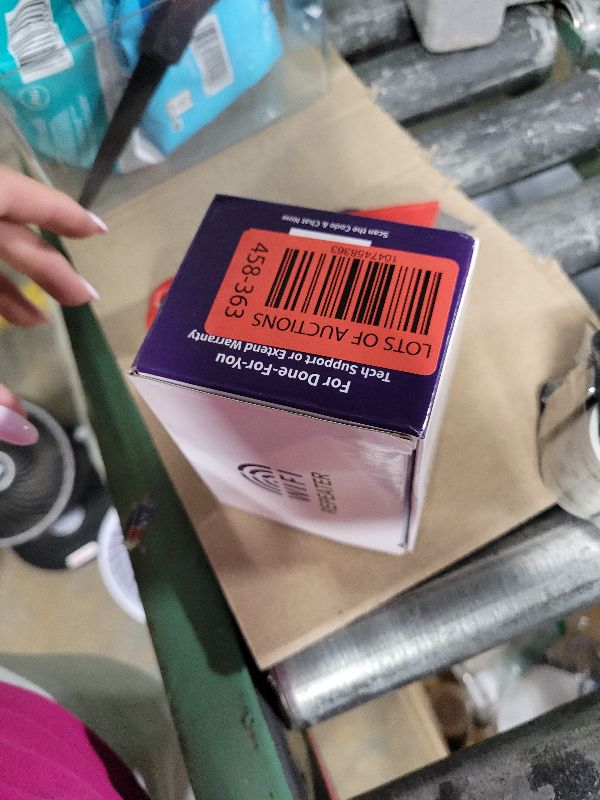 Scan the Code & Chat Now
1047458363
458-363
LOTS OF AUCTIONS
For Done-For-You
Tech Support or Extend Warranty
WIFI
REPEATER